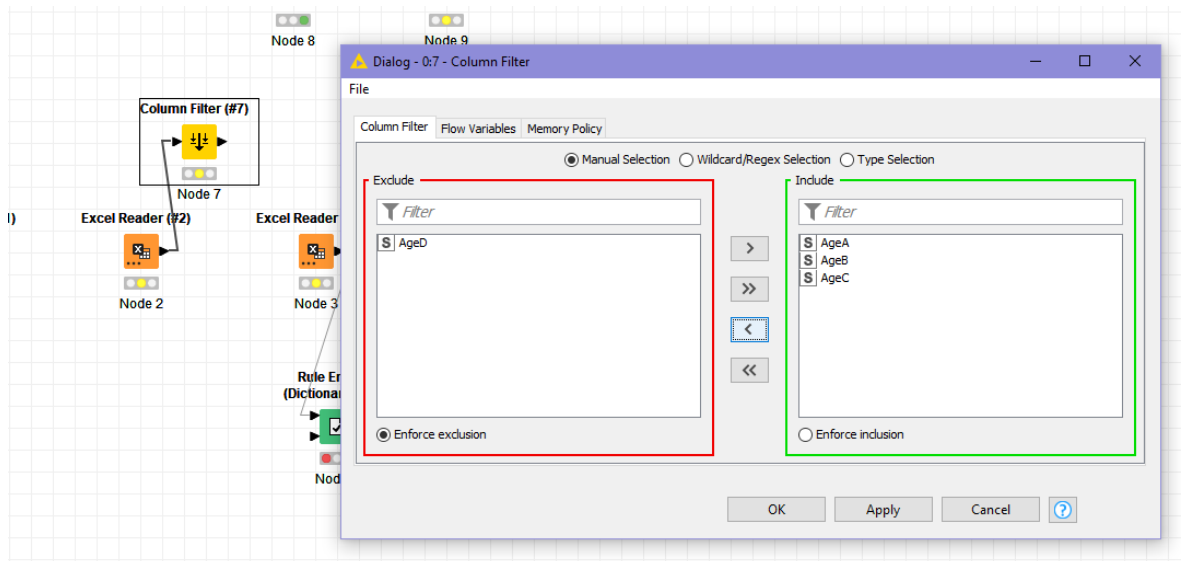 Node 8
Node 9
Dialog - 0:7 - Column Filter
File
Column Filter (#7)
Node 7
1)
Excel Reader (#2)
Node 2
Excel Reader
Node 3
Rule En
(Dictiona
Nod
Column Filter Flow Variables Memory Policy
Manual Selection Wildcard/Regex Selection Type Selection
Exclude
Filter
S AgeD
Enforce exclusion
>
>>
<
<<
Include
Filter
S AgeA
S AgeB
S AgeC
Enforce inclusion
OK Apply Cancel ?